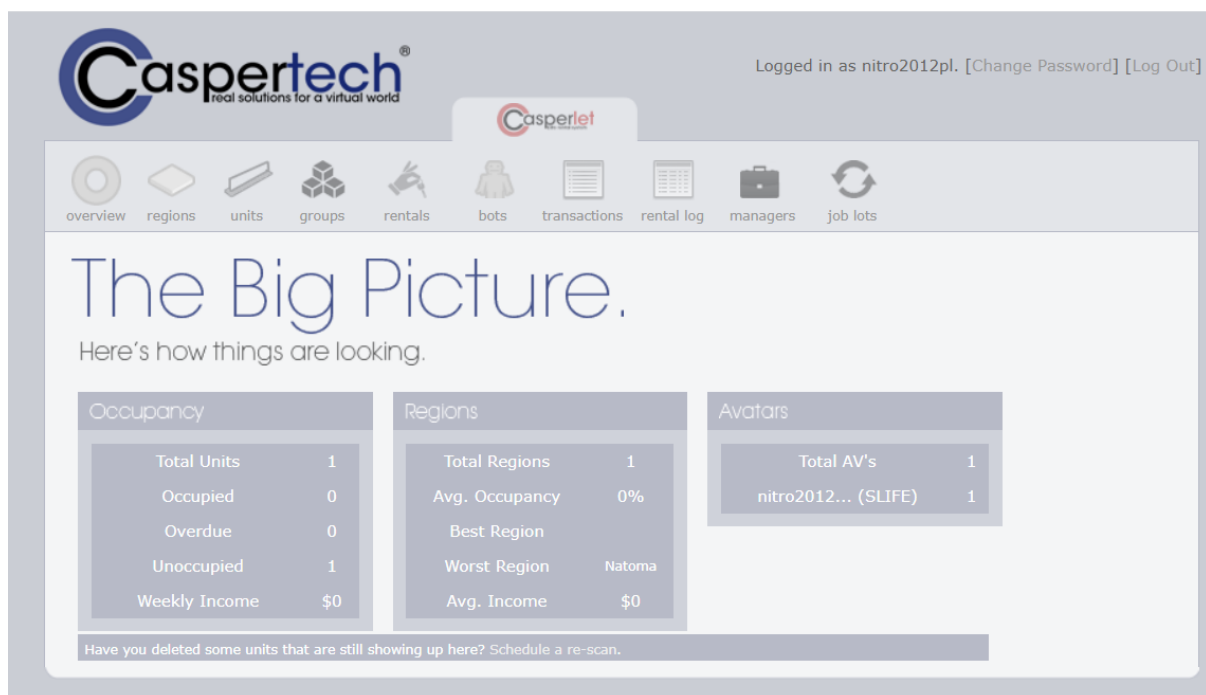 Caspertech®
real solutions for a virtual world
Logged in as nitro2012pl. [Change Password] [Log Out]
Casperlet
overview regions units groups rentals bots transactions rental log managers job lots
The Big Picture.
Here's how things are looking.
Occupancy
Total Units 1
Occupied 0
Overdue 0
Unoccupied 1
Weekly Income $0
Regions
Total Regions 1
Avg. Occupancy 0%
Best Region
Worst Region Natoma
Avg. Income $0
Avatars
Total AV's 1
nitro2012... (SLIFE) 1
Have you deleted some units that are still showing up here? Schedule a re-scan.